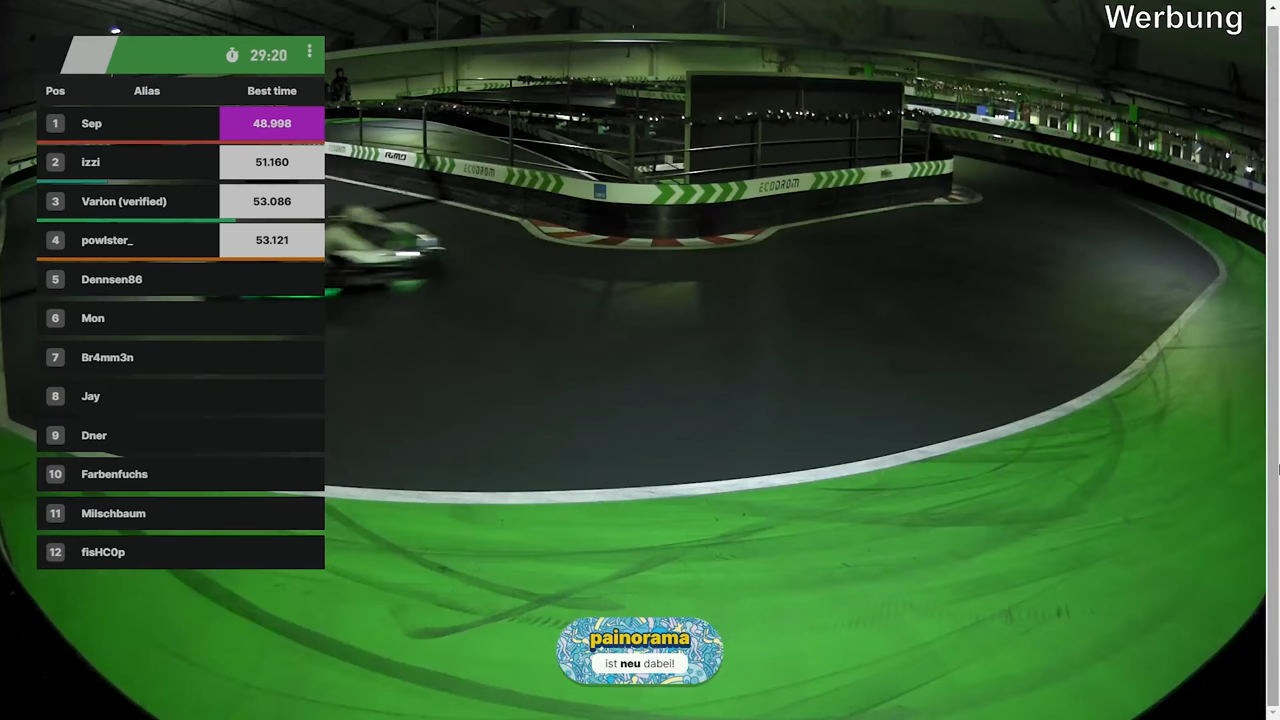 Werbung
29:20
Pos Alias Best time
1 Sep 48.998
2 izzi 51.160
3 Varion (verified) 53.086
4 powlster_ 53.121
5 Dennsen86
6 Mon
7 Br4mm3n
8 Jay
9 Dner
10 Farbenfuchs
11 Milschbaum
12 fisHC0p
RiMO
ECODROM
ECODROM
painorama
ist neu dabei!